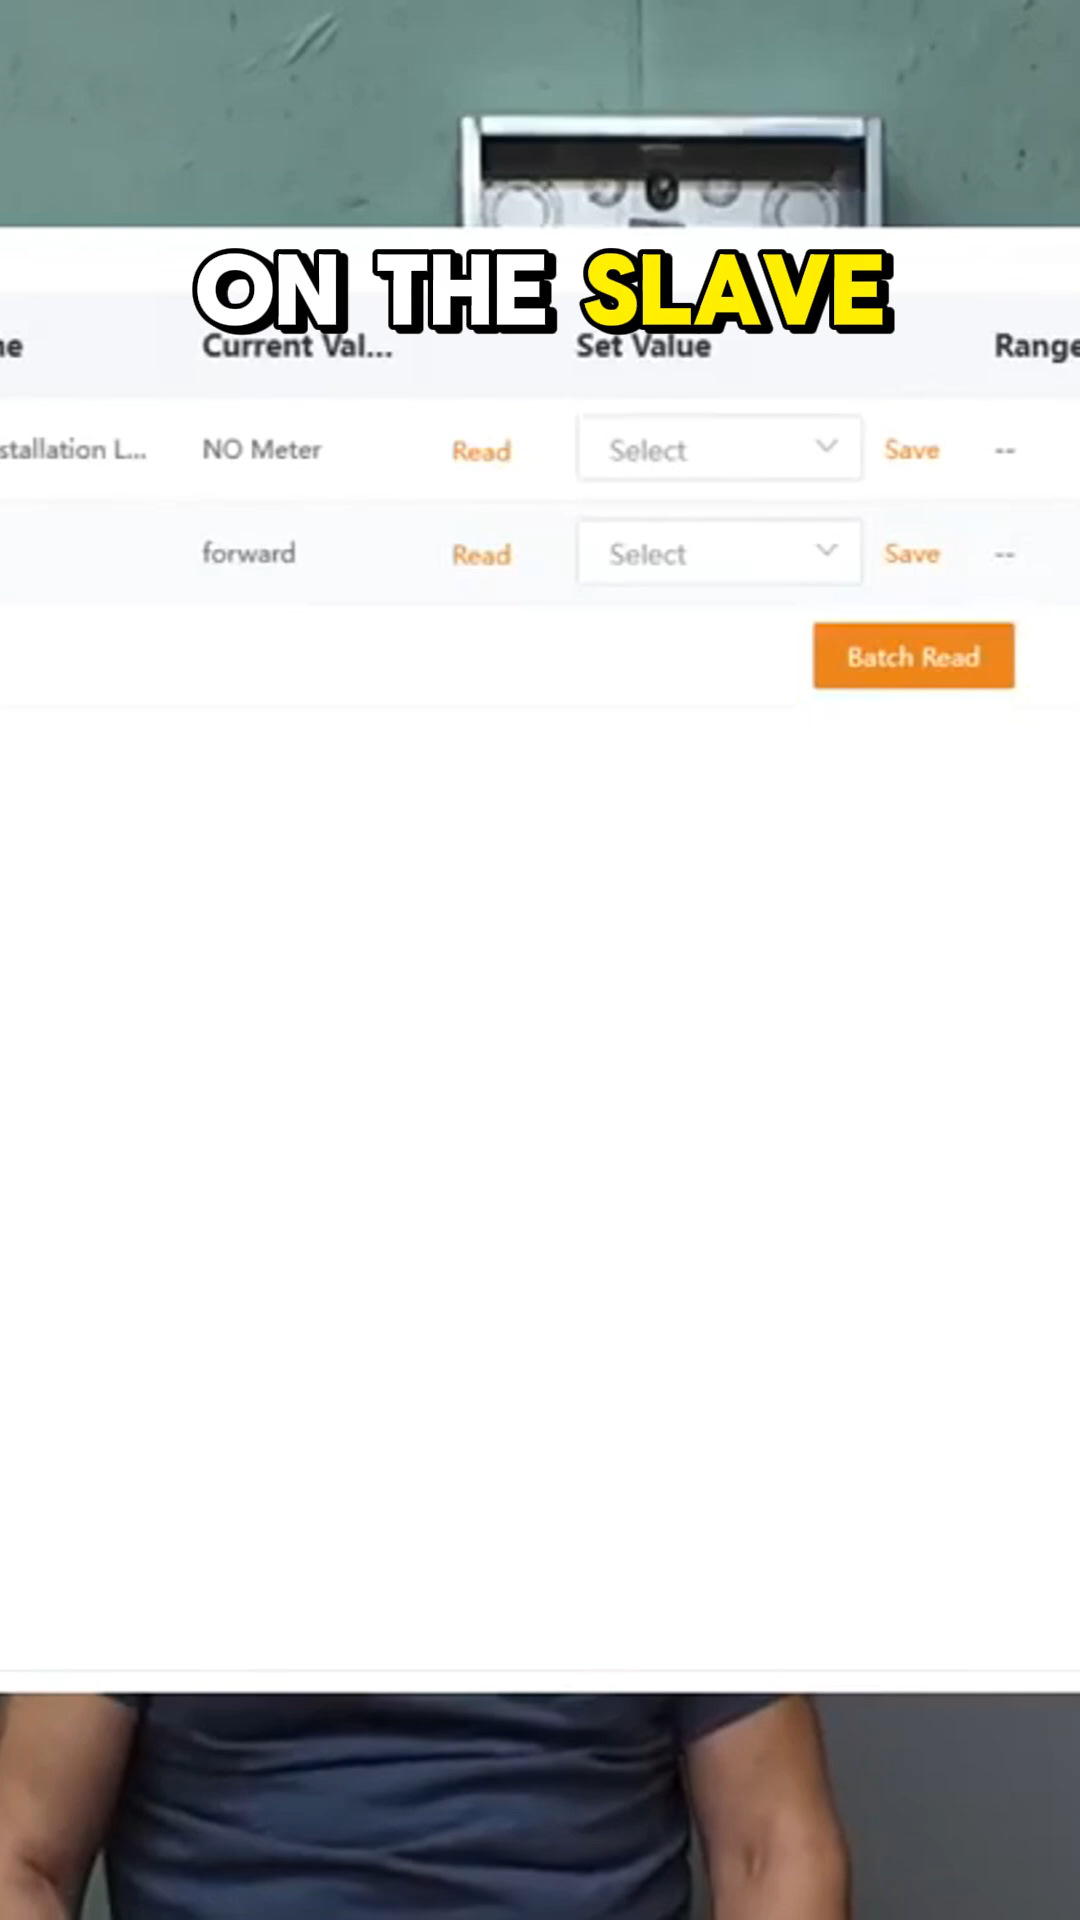 ON THE SLAVE
ne Current Val... Set Value Range
stallation L... NO Meter Read Select Save --
forward Read Select Save --
Batch Read